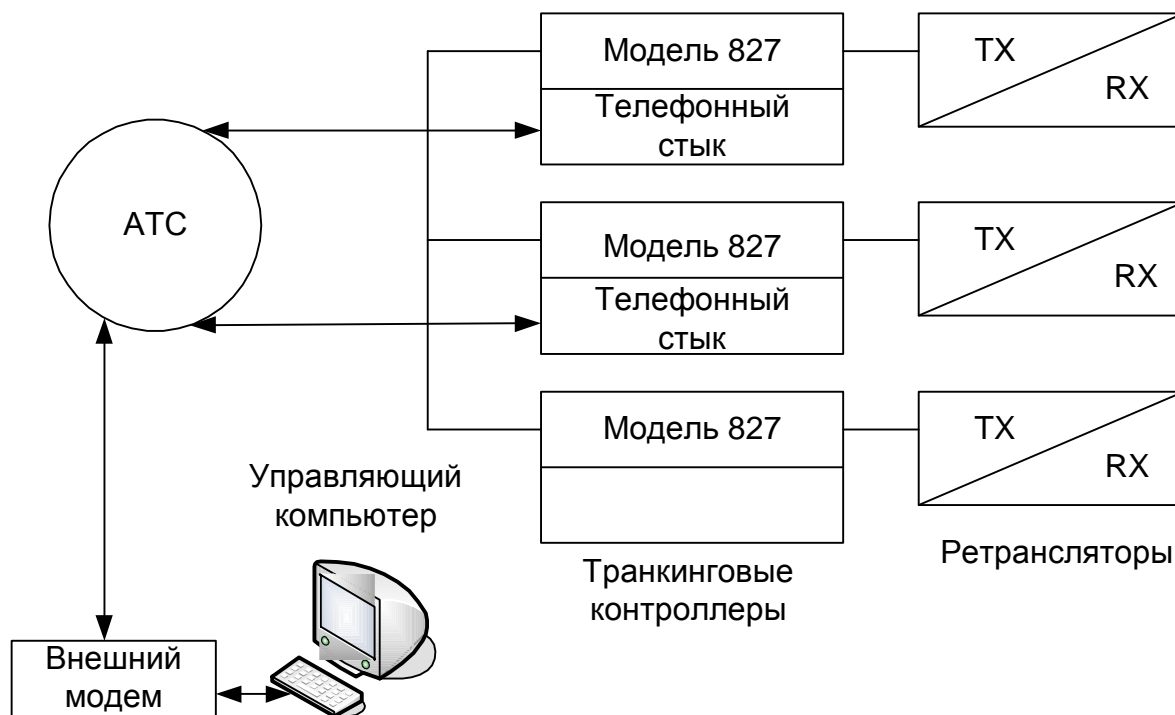 Модель 827
TX
RX
Телефонный
стык
АТС
Модель 827
TX
RX
Телефонный
стык
Модель 827
TX
RX
Управляющий
компьютер
Транкинговые
контроллеры
Ретрансляторы
Внешний
модем